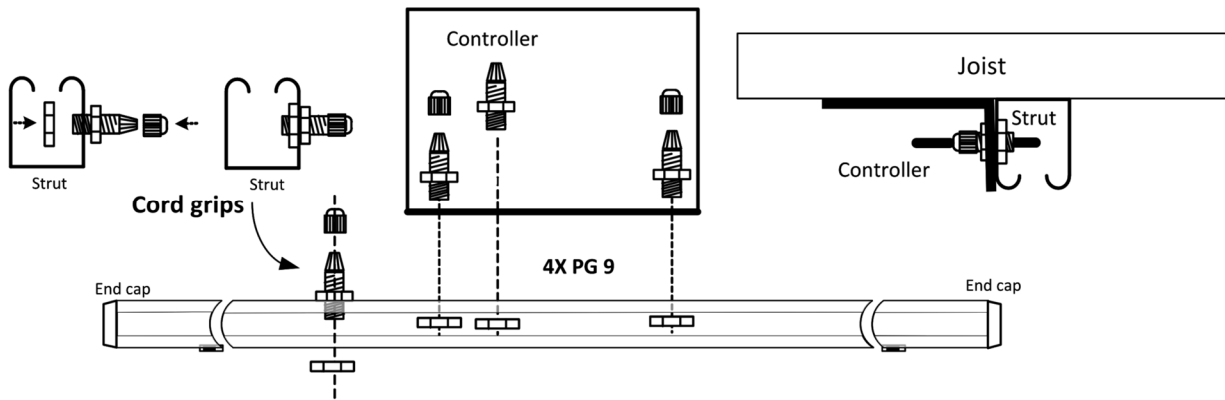 Controller
Joist
Strut
Controller
Strut
Strut
Cord grips
4X PG 9
End cap
End cap